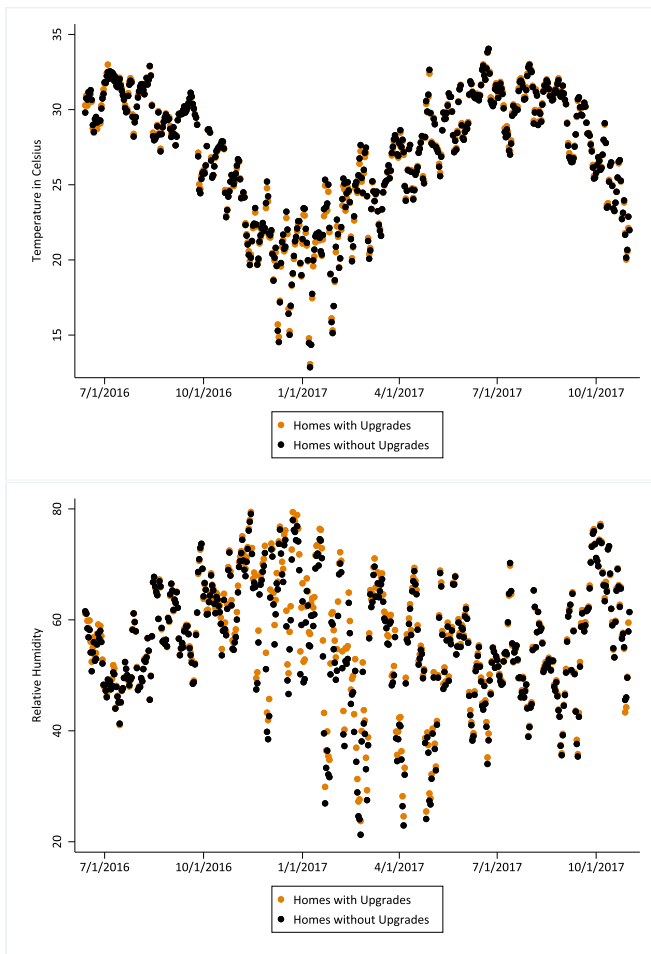 Temperature in Celsius
35
30
25
20
15
7/1/2016 10/1/2016 1/1/2017 4/1/2017 7/1/2017 10/1/2017
Homes with Upgrades
Homes without Upgrades
Relative Humidity
80
60
40
20
7/1/2016 10/1/2016 1/1/2017 4/1/2017 7/1/2017 10/1/2017
Homes with Upgrades
Homes without Upgrades